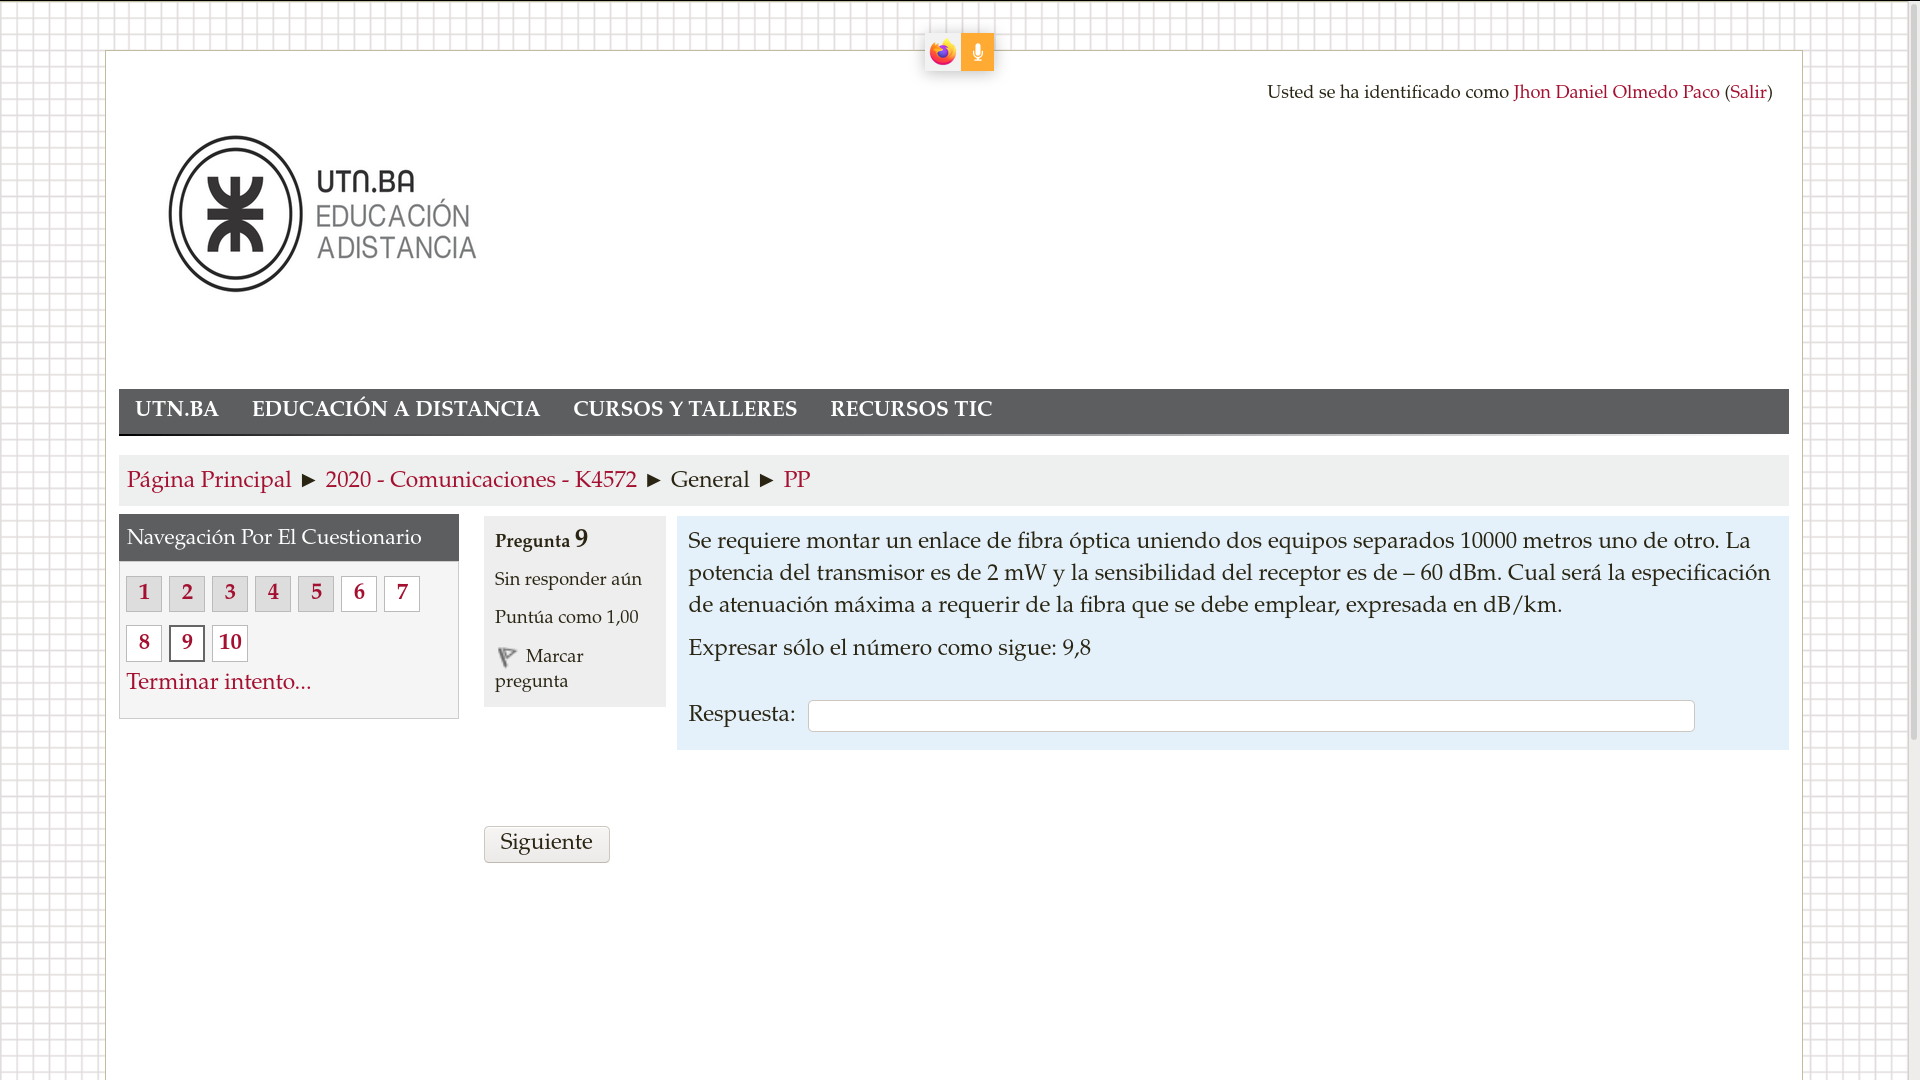 Usted se ha identificado como Jhon Daniel Olmedo Paco (Salir)
UTN.BA
EDUCACIÓN
A DISTANCIA
UTN.BA EDUCACIÓN A DISTANCIA CURSOS Y TALLERES RECURSOS TIC
Página Principal ► 2020 - Comunicaciones - K4572 ► General ► PP
Navegación Por El Cuestionario
1 2 3 4 5 6 7
8 9 10
Terminar intento...
Pregunta 9
Sin responder aún
Puntúa como 1,00
Marcar
pregunta
Se requiere montar un enlace de fibra óptica uniendo dos equipos separados 10000 metros uno de otro. La
potencia del transmisor es de 2 mW y la sensibilidad del receptor es de – 60 dBm. Cual será la especificación
de atenuación máxima a requerir de la fibra que se debe emplear, expresada en dB/km.
Expresar sólo el número como sigue: 9,8
Respuesta:
Siguiente